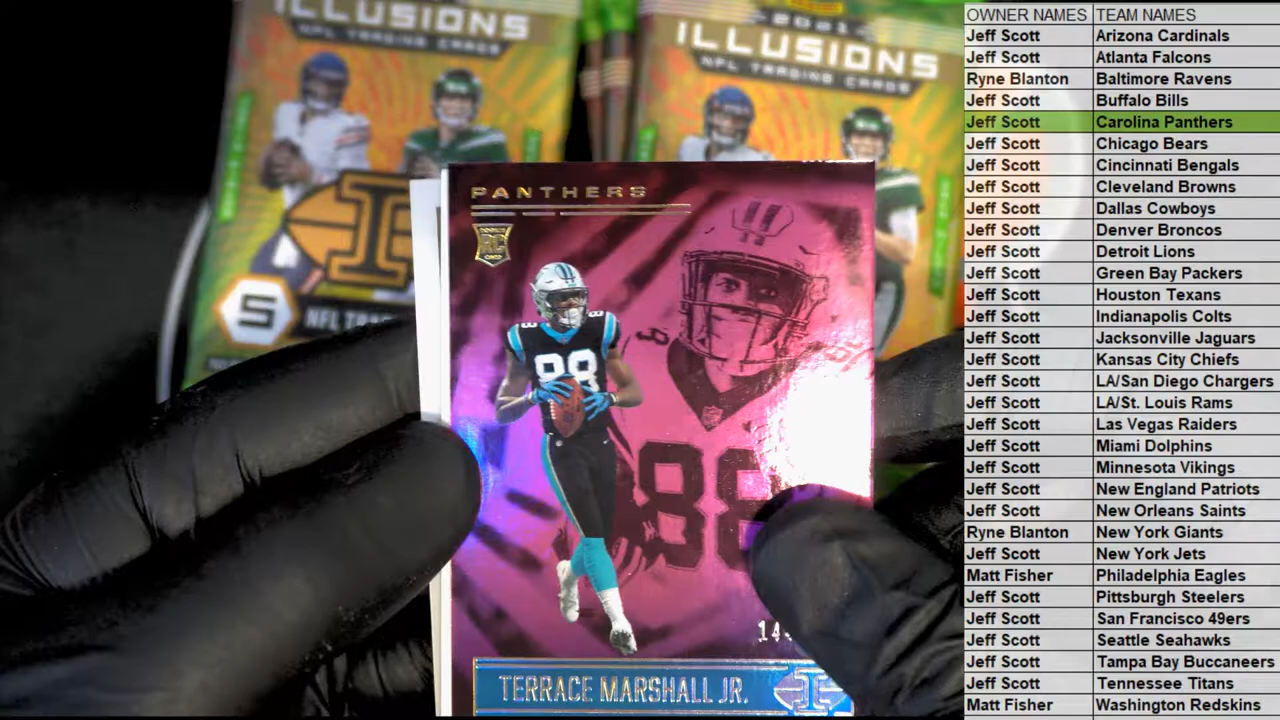 ILLUSIONS
NFL TRADING CARDS
2021
ILLUSIONS
NFL TRADING CARDS
5
PANTHERS
RC
88
88
TERRACE MARSHALL JR.
OWNER NAMES TEAM NAMES
Jeff Scott Arizona Cardinals
Jeff Scott Atlanta Falcons
Ryne Blanton Baltimore Ravens
Jeff Scott Buffalo Bills
Jeff Scott Carolina Panthers
Jeff Scott Chicago Bears
Jeff Scott Cincinnati Bengals
Jeff Scott Cleveland Browns
Jeff Scott Dallas Cowboys
Jeff Scott Denver Broncos
Jeff Scott Detroit Lions
Jeff Scott Green Bay Packers
Jeff Scott Houston Texans
Jeff Scott Indianapolis Colts
Jeff Scott Jacksonville Jaguars
Jeff Scott Kansas City Chiefs
Jeff Scott LA/San Diego Chargers
Jeff Scott LA/St. Louis Rams
Jeff Scott Las Vegas Raiders
Jeff Scott Miami Dolphins
Jeff Scott Minnesota Vikings
Jeff Scott New England Patriots
Jeff Scott New Orleans Saints
Ryne Blanton New York Giants
Jeff Scott New York Jets
Matt Fisher Philadelphia Eagles
Jeff Scott Pittsburgh Steelers
Jeff Scott San Francisco 49ers
Jeff Scott Seattle Seahawks
Jeff Scott Tampa Bay Buccaneers
Jeff Scott Tennessee Titans
Matt Fisher Washington Redskins